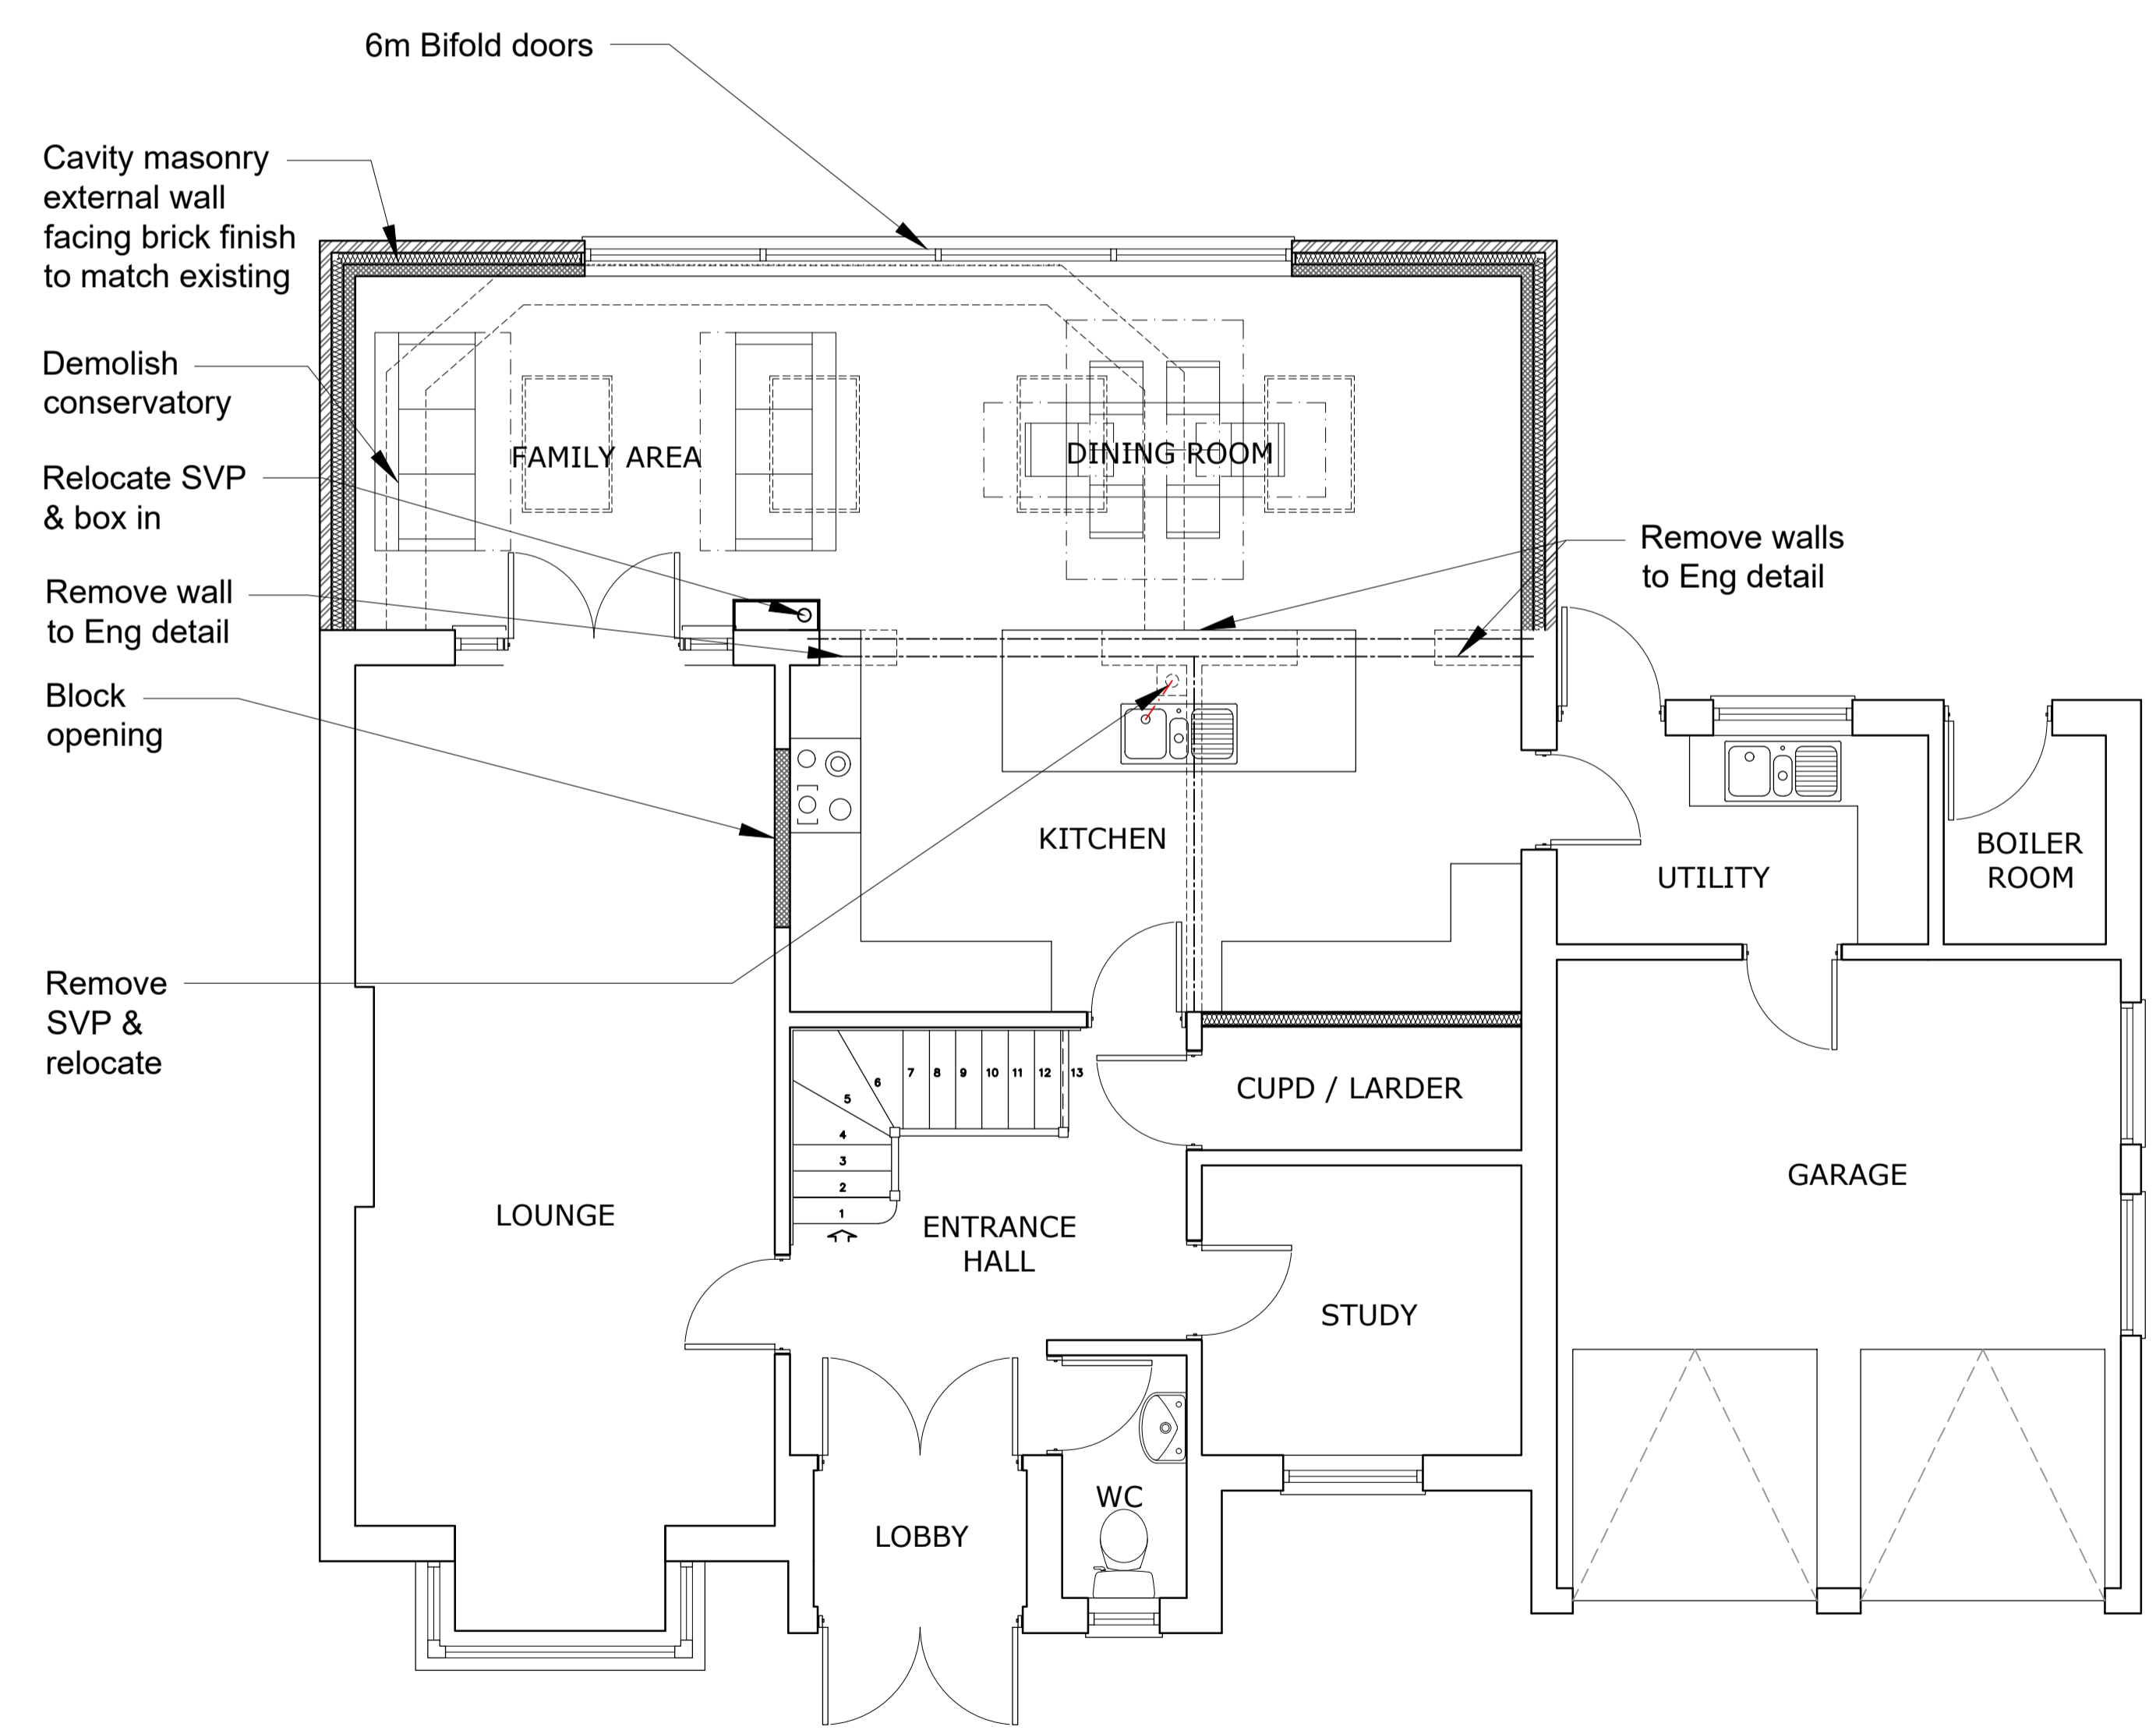 6m Bifold doors
Cavity masonry
external wall
facing brick finish
to match existing
Demolish
conservatory
Relocate SVP
& box in
Remove wall
to Eng detail
Block
opening
Remove
SVP &
relocate
Remove walls
to Eng detail
FAMILY AREA
DINING ROOM
KITCHEN
UTILITY
BOILER
ROOM
CUPD / LARDER
GARAGE
LOUNGE
ENTRANCE
HALL
STUDY
WC
LOBBY
1
2
3
4
5
6
7 8 9 10 11 12 13